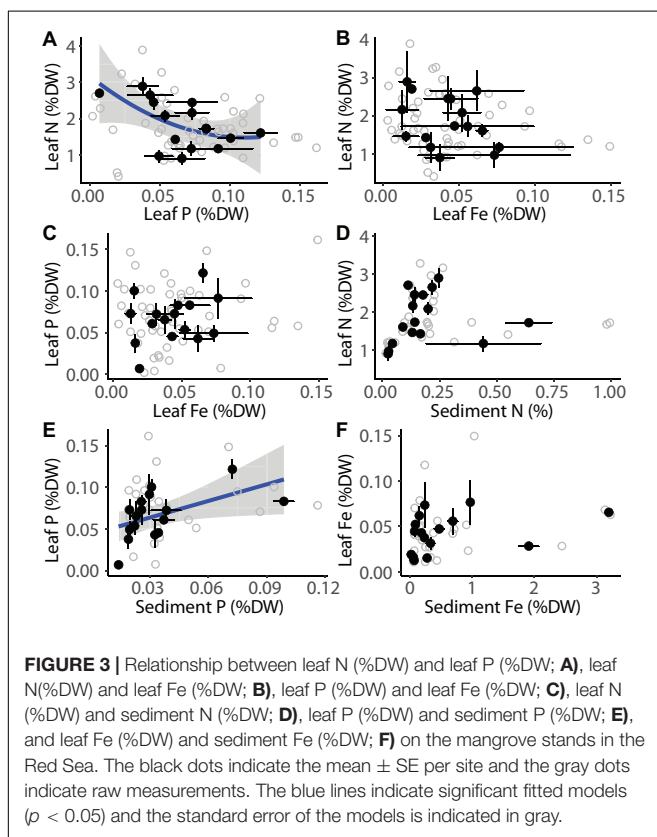 A
B
4
3
2
1
Leaf N (%DW)
0.00
0.05
0.10
0.15
Leaf P (%DW)
4
3
2
1
Leaf N (%DW)
0.00
0.05
0.10
0.15
Leaf Fe (%DW)
C
D
0.15
0.10
0.05
0.00
Leaf P (%DW)
0.00
0.05
0.10
0.15
Leaf Fe (%DW)
4
3
2
1
Leaf N (%DW)
0.00
0.25
0.50
0.75
1.00
Sediment N (%)
E
F
0.15
0.10
0.05
0.00
Leaf P (%DW)
0.03
0.06
0.09
0.12
Sediment P (%DW)
0.15
0.10
0.05
0.00
Leaf Fe (%DW)
0
1
2
3
Sediment Fe (%DW)
FIGURE 3 | Relationship between leaf N (%DW) and leaf P (%DW; A), leaf
N(%DW) and leaf Fe (%DW; B), leaf P (%DW) and leaf Fe (%DW; C), leaf N
(%DW) and sediment N (%DW; D), leaf P (%DW) and sediment P (%DW; E),
and leaf Fe (%DW) and sediment Fe (%DW; F) on the mangrove stands in the
Red Sea. The black dots indicate the mean ± SE per site and the gray dots
indicate raw measurements. The blue lines indicate significant fitted models
(p < 0.05) and the standard error of the models is indicated in gray.